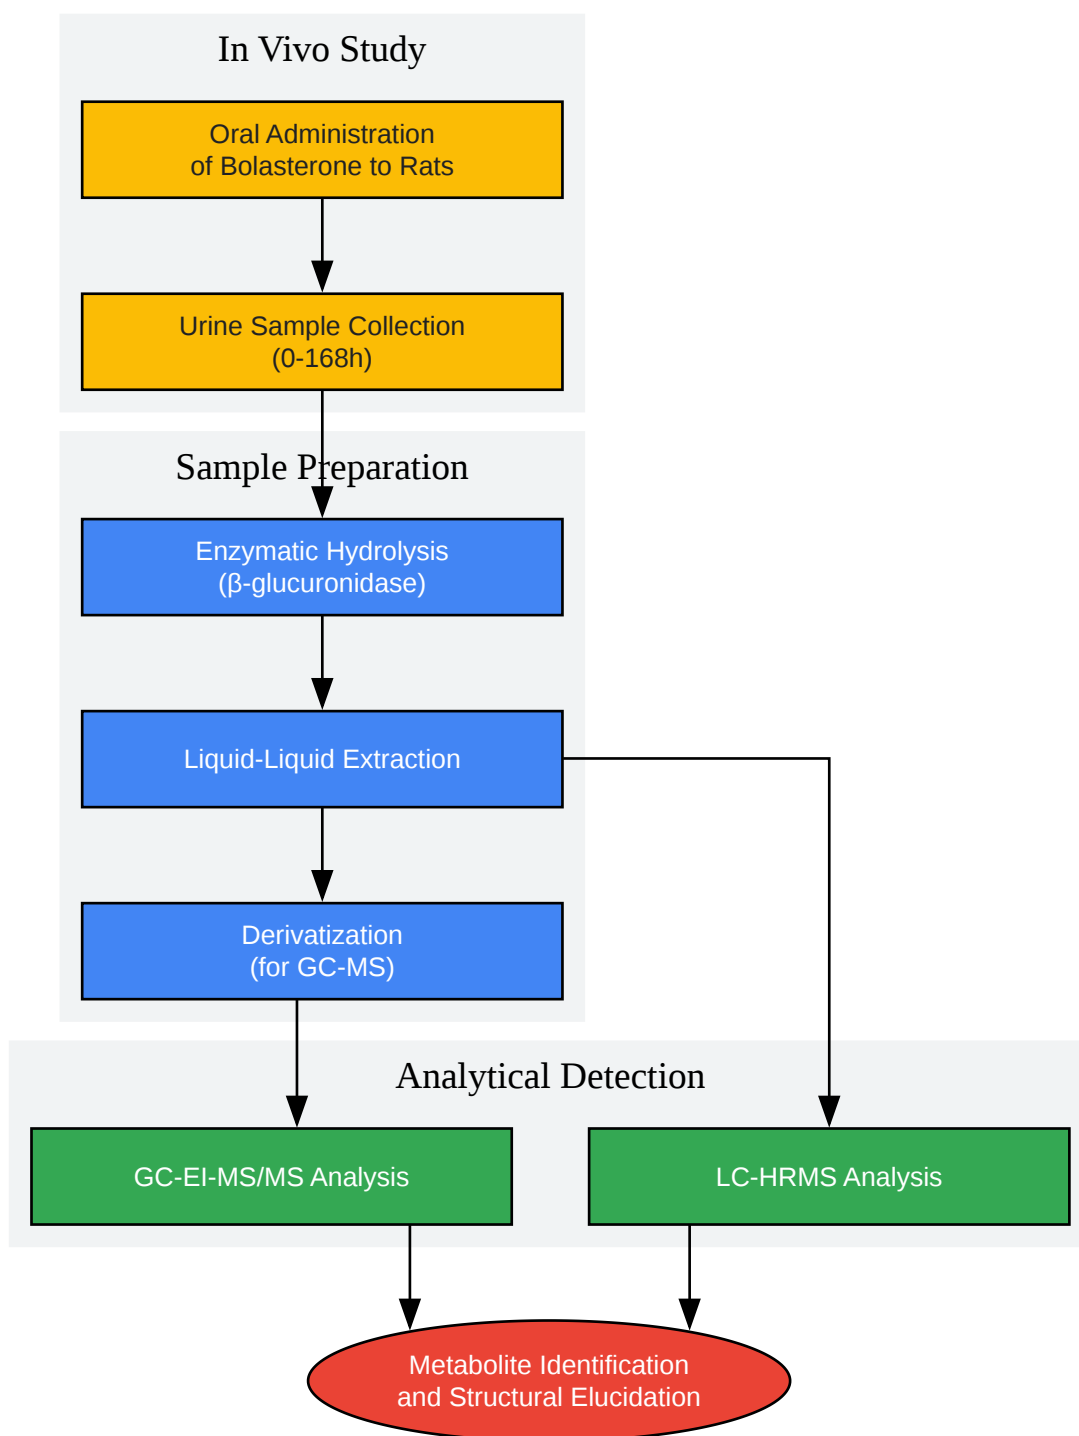 In Vivo Study
Oral Administration
of Bolasterone to Rats
Urine Sample Collection
(0-168h)
Sample Preparation
Enzymatic Hydrolysis
(β-glucuronidase)
Liquid-Liquid Extraction
Derivatization
(for GC-MS)
Analytical Detection
GC-EI-MS/MS Analysis
LC-HRMS Analysis
Metabolite Identification
and Structural Elucidation